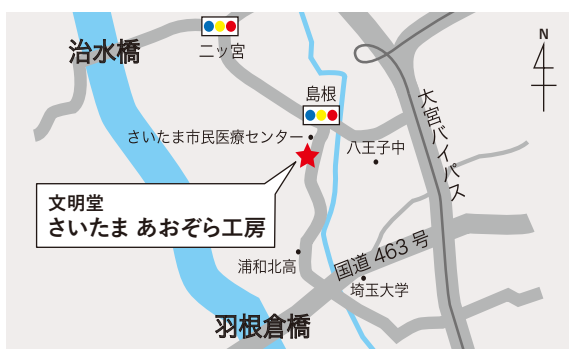 治水橋
二ッ宮
N
島根
さいたま市民医療センター
八王子中
大宮バイパス
文明堂
さいたま あおぞら工房
浦和北高
国道 463 号
埼玉大学
羽根倉橋